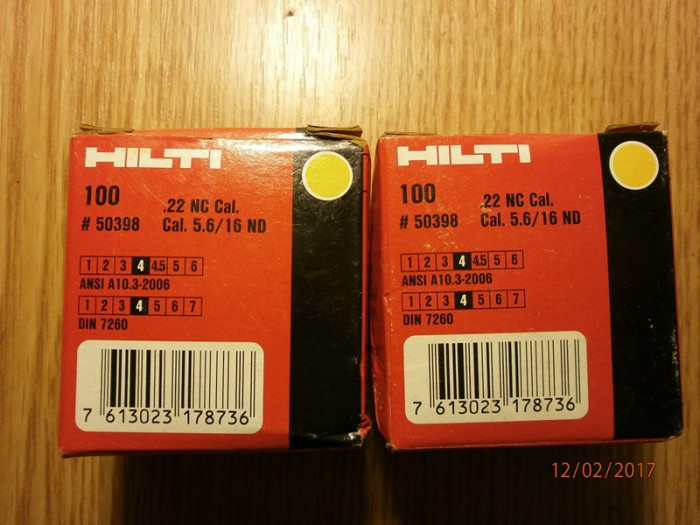 HILTI
100
.22 NC Cal.
# 50398
Cal. 5.6/16 ND
1 2 3 4 4.5 5 6
ANSI A10.3-2006
1 2 3 4 5 6 7
DIN 7260
7 613023 178736
HILTI
100
.22 NC Cal.
# 50398
Cal. 5.6/16 ND
1 2 3 4 4.5 5 6
ANSI A10.3-2006
1 2 3 4 5 6 7
DIN 7260
7 613023 178736
12/02/2017